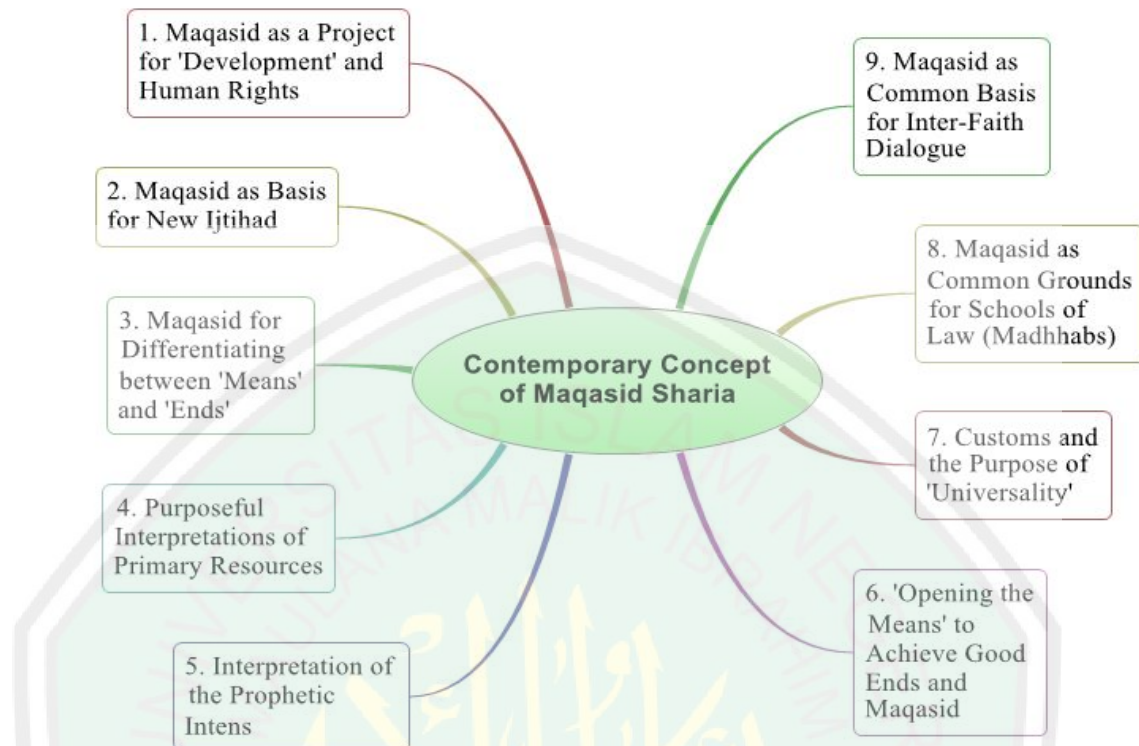 1. Maqasid as a Project
for 'Development' and
Human Rights
2. Maqasid as Basis
for New Ijtihad
3. Maqasid for
Differentiating
between 'Means'
and 'Ends'
4. Purposeful
Interpretations of
Primary Resources
5. Interpretation of
the Prophetic
Intens
Contemporary Concept
of Maqasid Sharia
9. Maqasid as
Common Basis
for Inter-Faith
Dialogue
8. Maqasid as
Common Grounds
for Schools of
Law (Madhhabs)
7. Customs and
the Purpose of
'Universality'
6. 'Opening the
Means' to
Achieve Good
Ends and
Maqasid